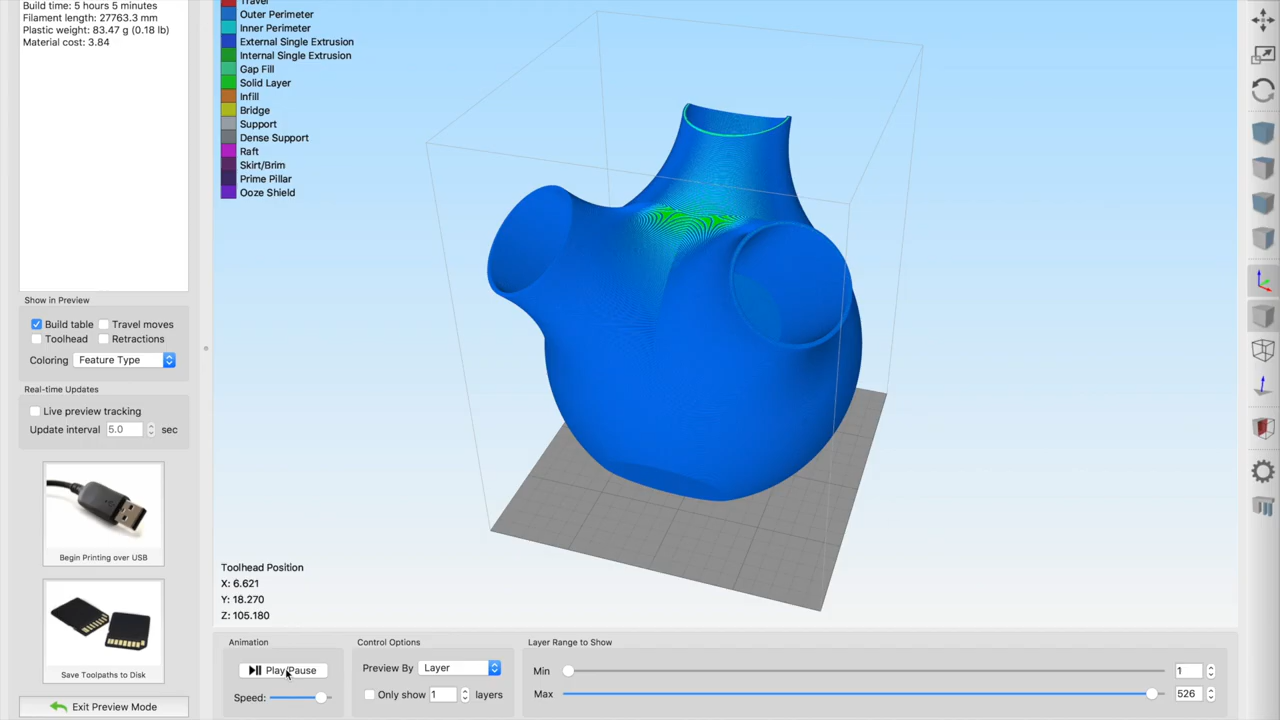 Build time: 5 hours 5 minutes
Filament length: 27763.3 mm
Plastic weight: 83.47 g (0.18 lb)
Material cost: 3.84
Travel
Outer Perimeter
Inner Perimeter
External Single Extrusion
Internal Single Extrusion
Gap Fill
Solid Layer
Infill
Bridge
Support
Dense Support
Raft
Skirt/Brim
Prime Pillar
Ooze Shield
Show in Preview
Build table Travel moves
Toolhead Retractions
Coloring Feature Type
Real-time Updates
Live preview tracking
Update interval 5.0 sec
Begin Printing over USB
Save Toolpaths to Disk
Exit Preview Mode
Toolhead Position
X: 6.621
Y: 18.270
Z: 105.180
Animation
Play/Pause
Speed:
Control Options
Preview By Layer
Only show 1 layers
Layer Range to Show
Min 1
Max 526